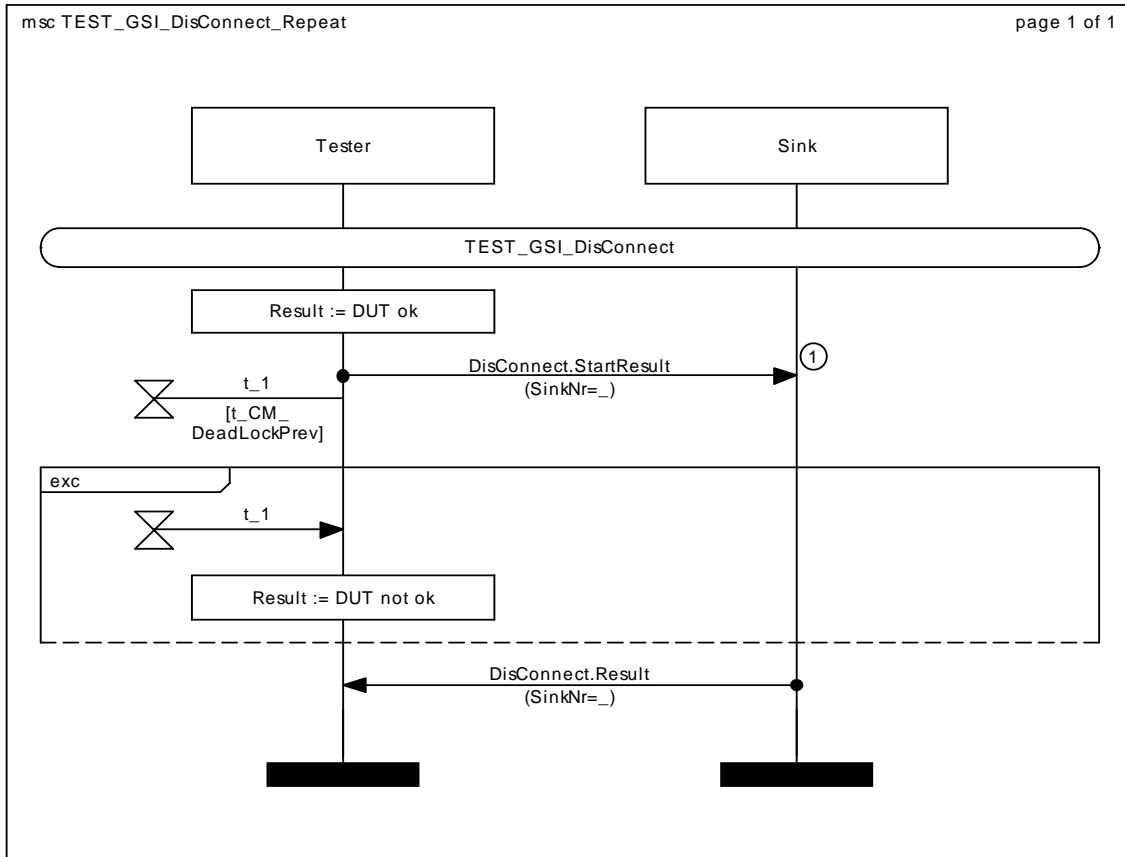 msc TEST_GSI_DisConnect_Repeat
page 1 of 1
Tester
Sink
TEST_GSI_DisConnect
Result := DUT ok
1
DisConnect.StartResult
(SinkNr=_)
t_1
[t_CM_
DeadLockPrev]
exc
t_1
Result := DUT not ok
DisConnect.Result
(SinkNr=_)